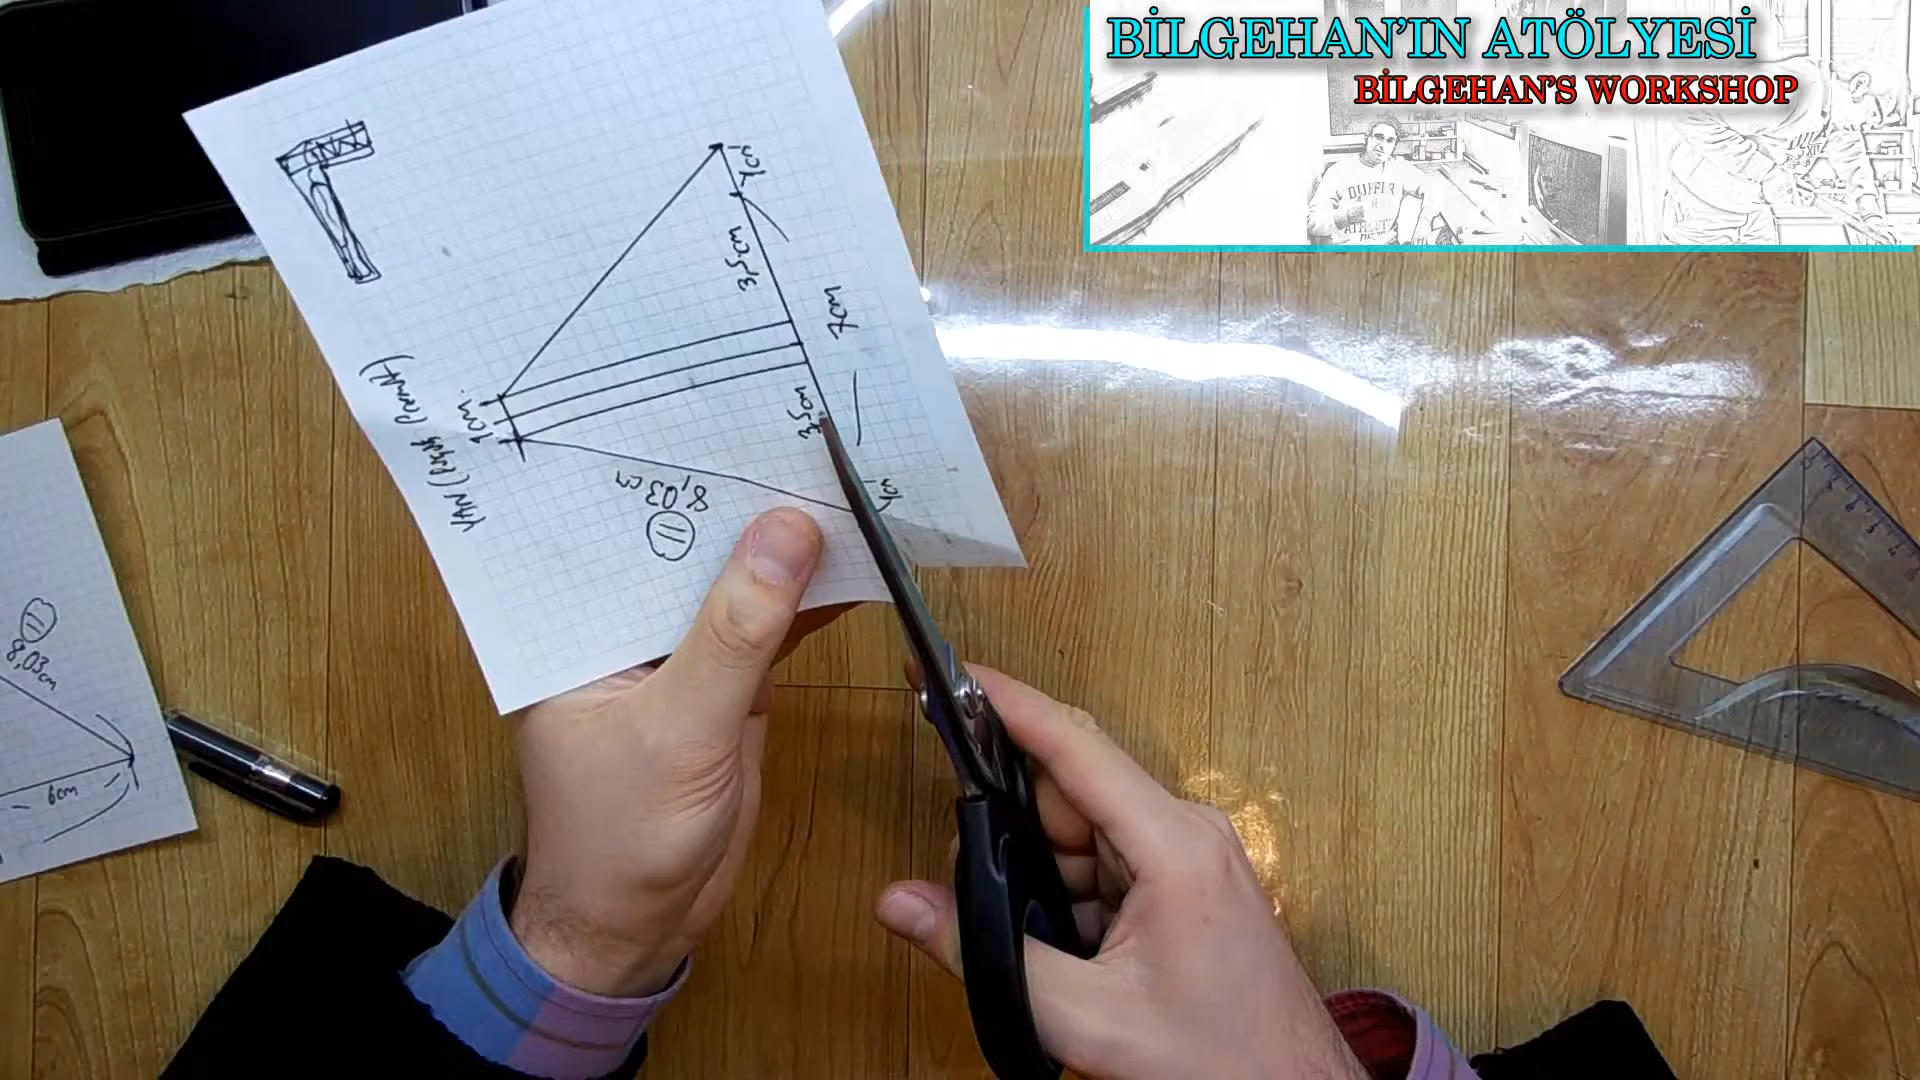 BİLGEHAN'IN ATÖLYESİ
BİLGEHAN'S WORKSHOP
1cm
3,5cm
7cm
3,5cm
1cm
1cm.
YAN
8,03cm
11
11
8,03cm
6cm